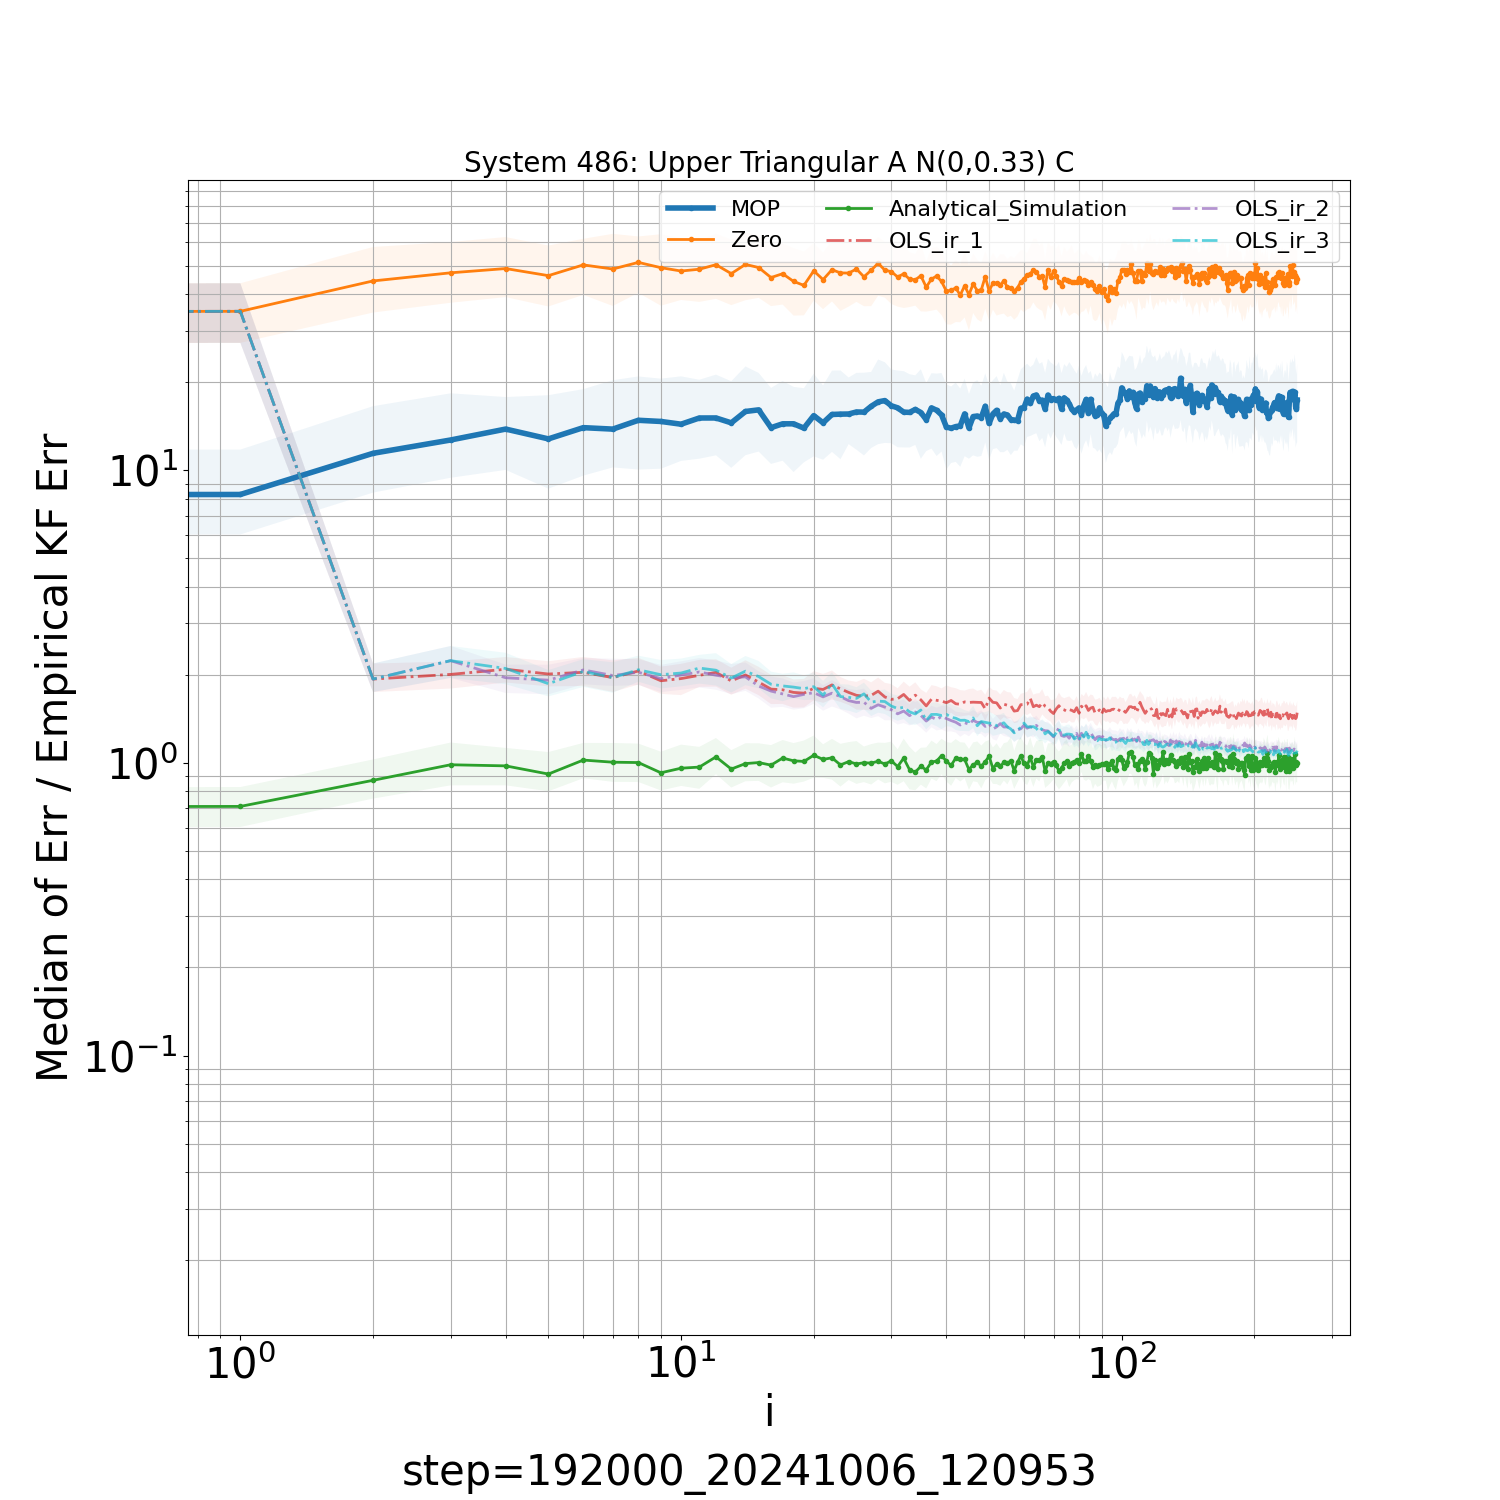 System 486: Upper Triangular A N(0,0.33) C
MOP
Zero
Analytical_Simulation
OLS_ir_1
OLS_ir_2
OLS_ir_3
Median of Err / Empirical KF Err
10¹
10⁰
10⁻¹
10⁰
10¹
10²
i
step=192000_20241006_120953